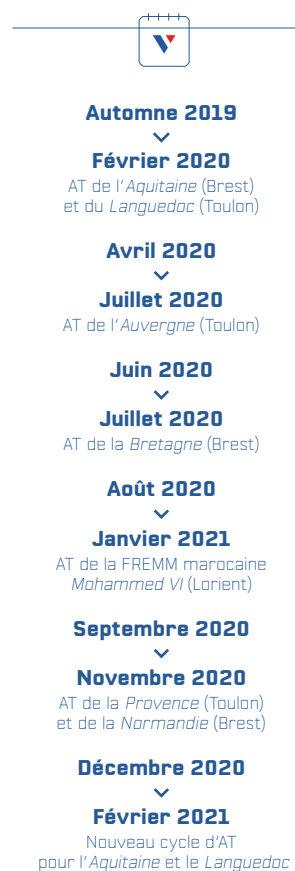 Automne 2019
Février 2020
AT de l'Aquitaine (Brest)
et du Languedoc (Toulon)
Avril 2020
Juillet 2020
AT de l'Auvergne (Toulon)
Juin 2020
Juillet 2020
AT de la Bretagne (Brest)
Août 2020
Janvier 2021
AT de la FREMM marocaine
Mohammed VI (Lorient)
Septembre 2020
Novembre 2020
AT de la Provence (Toulon)
et de la Normandie (Brest)
Décembre 2020
Février 2021
Nouveau cycle d'AT
pour l'Aquitaine et le Languedoc